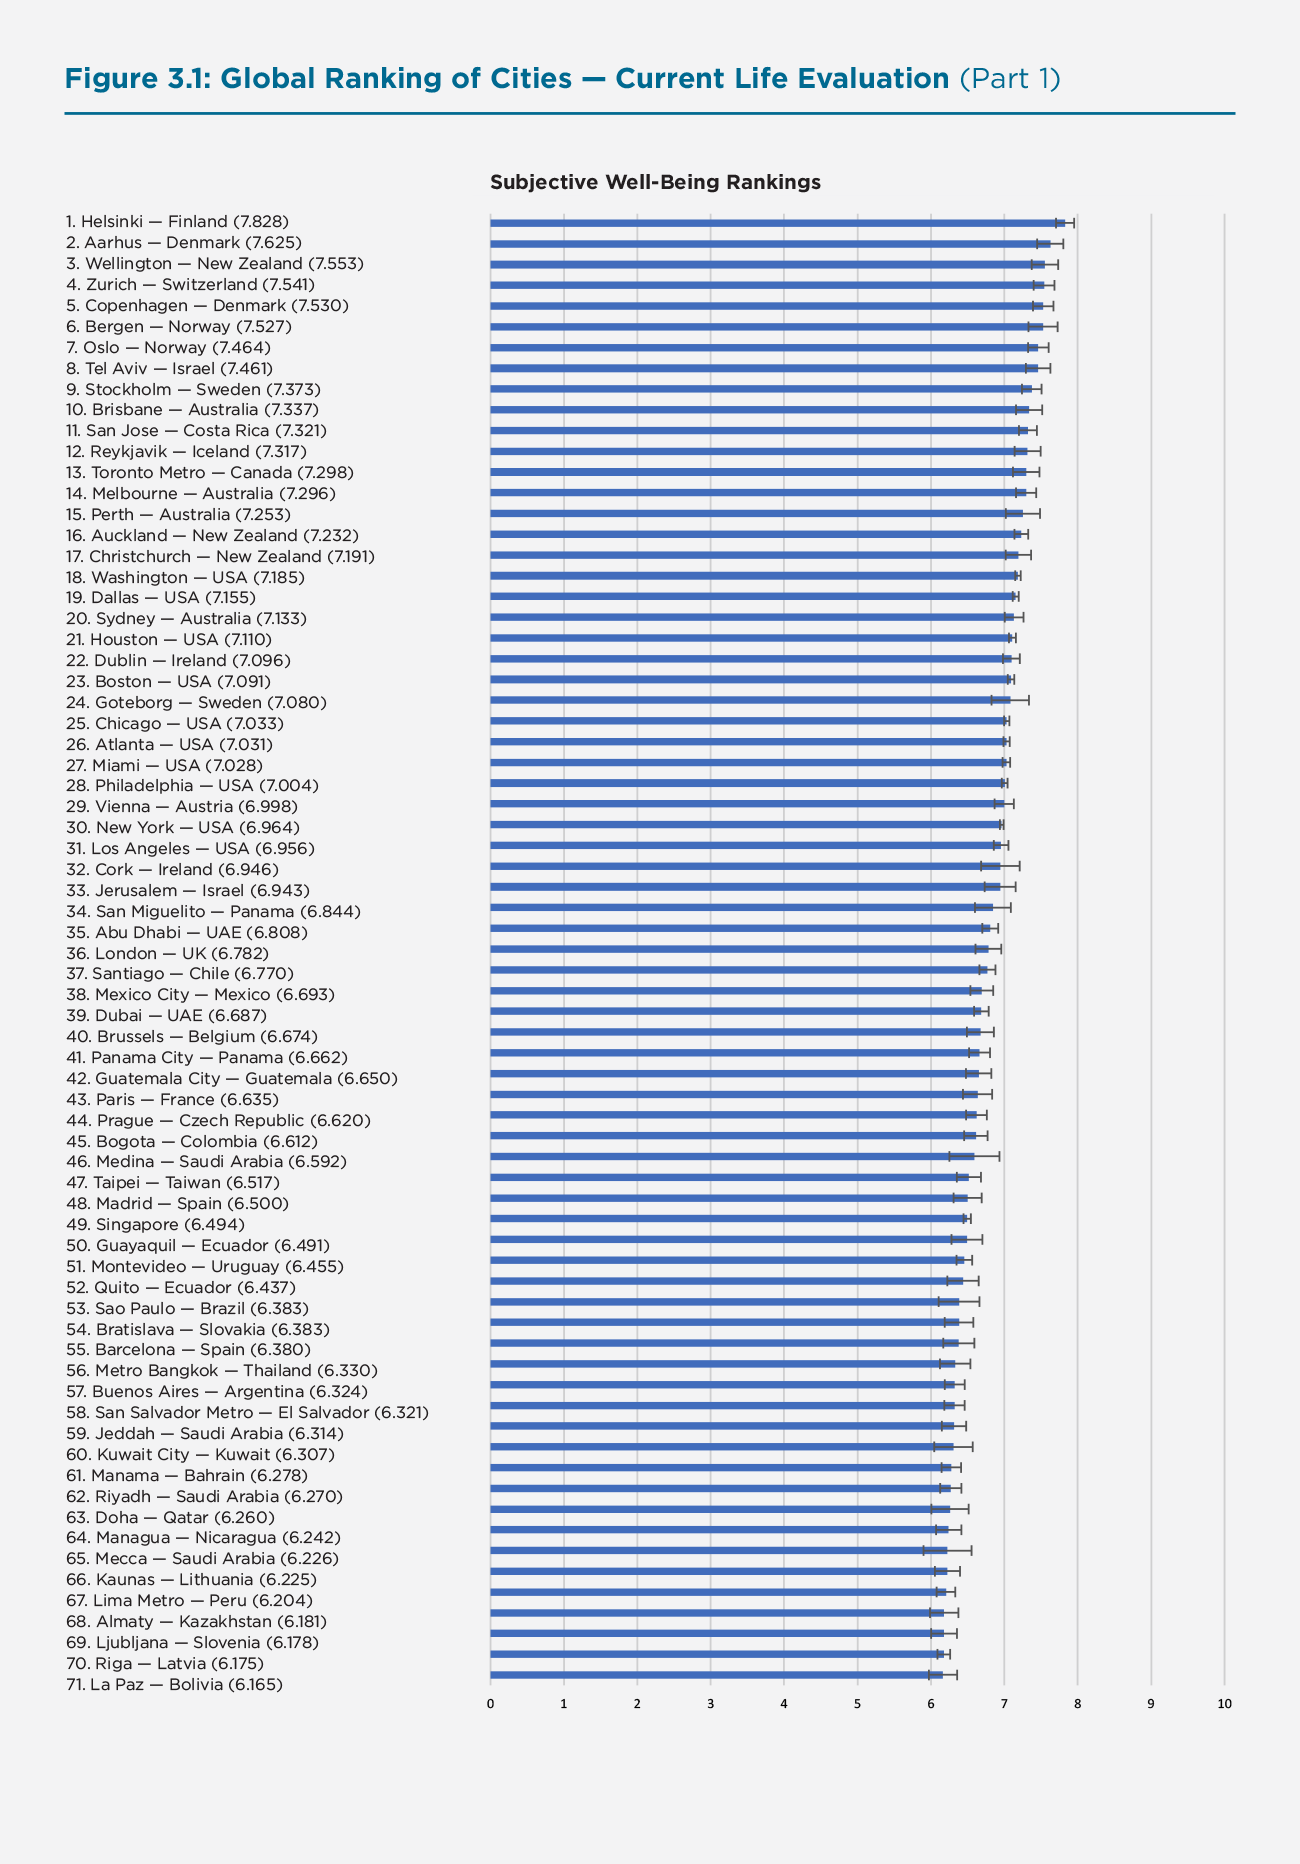 Figure 3.1: Global Ranking of Cities — Current Life Evaluation (Part 1)
Subjective Well-Being Rankings
1. Helsinki — Finland (7.828)
2. Aarhus — Denmark (7.625)
3. Wellington — New Zealand (7.553)
4. Zurich — Switzerland (7.541)
5. Copenhagen — Denmark (7.530)
6. Bergen — Norway (7.527)
7. Oslo — Norway (7.464)
8. Tel Aviv — Israel (7.461)
9. Stockholm — Sweden (7.373)
10. Brisbane — Australia (7.337)
11. San Jose — Costa Rica (7.321)
12. Reykjavik — Iceland (7.317)
13. Toronto Metro — Canada (7.298)
14. Melbourne — Australia (7.296)
15. Perth — Australia (7.253)
16. Auckland — New Zealand (7.232)
17. Christchurch — New Zealand (7.191)
18. Washington — USA (7.185)
19. Dallas — USA (7.155)
20. Sydney — Australia (7.133)
21. Houston — USA (7.110)
22. Dublin — Ireland (7.096)
23. Boston — USA (7.091)
24. Goteborg — Sweden (7.080)
25. Chicago — USA (7.033)
26. Atlanta — USA (7.031)
27. Miami — USA (7.028)
28. Philadelphia — USA (7.004)
29. Vienna — Austria (6.998)
30. New York — USA (6.964)
31. Los Angeles — USA (6.956)
32. Cork — Ireland (6.946)
33. Jerusalem — Israel (6.943)
34. San Miguelito — Panama (6.844)
35. Abu Dhabi — UAE (6.808)
36. London — UK (6.782)
37. Santiago — Chile (6.770)
38. Mexico City — Mexico (6.693)
39. Dubai — UAE (6.687)
40. Brussels — Belgium (6.674)
41. Panama City — Panama (6.662)
42. Guatemala City — Guatemala (6.650)
43. Paris — France (6.635)
44. Prague — Czech Republic (6.620)
45. Bogota — Colombia (6.612)
46. Medina — Saudi Arabia (6.592)
47. Taipei — Taiwan (6.517)
48. Madrid — Spain (6.500)
49. Singapore (6.494)
50. Guayaquil — Ecuador (6.491)
51. Montevideo — Uruguay (6.455)
52. Quito — Ecuador (6.437)
53. Sao Paulo — Brazil (6.383)
54. Bratislava — Slovakia (6.383)
55. Barcelona — Spain (6.380)
56. Metro Bangkok — Thailand (6.330)
57. Buenos Aires — Argentina (6.324)
58. San Salvador Metro — El Salvador (6.321)
59. Jeddah — Saudi Arabia (6.314)
60. Kuwait City — Kuwait (6.307)
61. Manama — Bahrain (6.278)
62. Riyadh — Saudi Arabia (6.270)
63. Doha — Qatar (6.260)
64. Managua — Nicaragua (6.242)
65. Mecca — Saudi Arabia (6.226)
66. Kaunas — Lithuania (6.225)
67. Lima Metro — Peru (6.204)
68. Almaty — Kazakhstan (6.181)
69. Ljubljana — Slovenia (6.178)
70. Riga — Latvia (6.175)
71. La Paz — Bolivia (6.165)
0 1 2 3 4 5 6 7 8 9 10